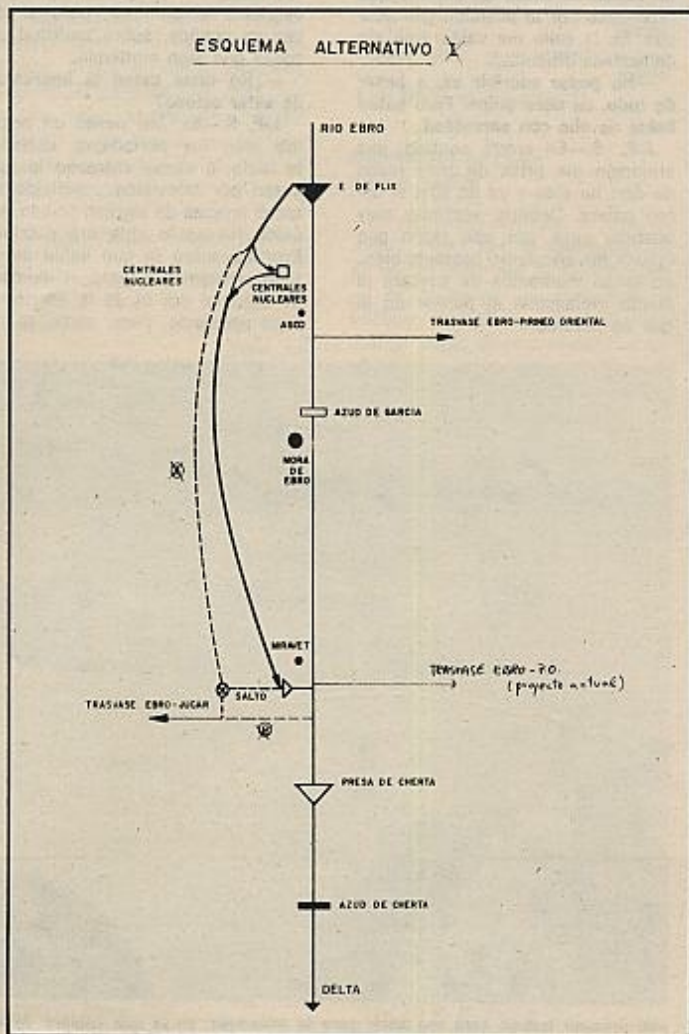 ESQUEMA ALTERNATIVO I
RIO EBRO
E. DE FLIX
CENTRALES
NUCLEARES
CENTRALES
NUCLEARES
ASCO
TRASVASE EBRO-PIRINEO ORIENTAL
AZUD DE GARCIA
MORA
DE
EBRO
MIRAVET
TRASVASE EBRO-P.O.
(proyecto actual)
SALTO
TRASVASE EBRO-JUCAR
PRESA DE CHERTA
AZUD DE CHERTA
DELTA